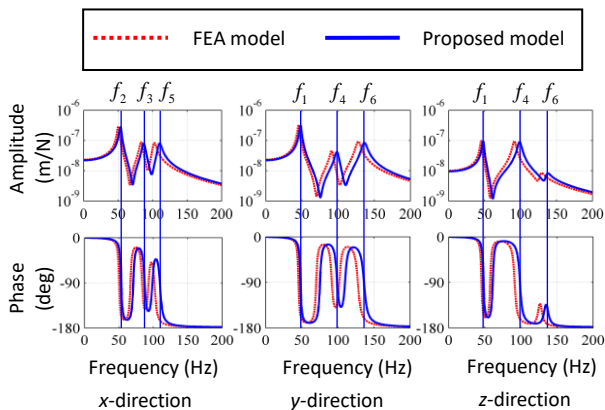 FEA model Proposed model
f2 f3 f5 f1 f4 f6 f1 f4 f6
Amplitude
(m/N)
10-6 10-6 10-6
10-7 10-7 10-7
10-8 10-8 10-8
10-9 10-9 10-9
0 50 100 150 200 0 50 100 150 200 0 50 100 150 200
Phase
(deg)
0 0 0
-90 -90 -90
-180 -180 -180
0 50 100 150 200 0 50 100 150 200 0 50 100 150 200
Frequency (Hz) Frequency (Hz) Frequency (Hz)
x-direction y-direction z-direction